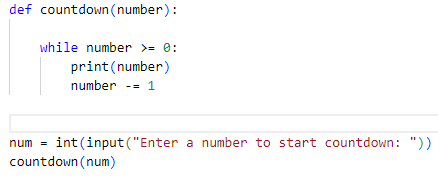 def countdown(number):
    while number >= 0:
        print(number)
        number -= 1
num = int(input("Enter a number to start countdown: "))
countdown(num)